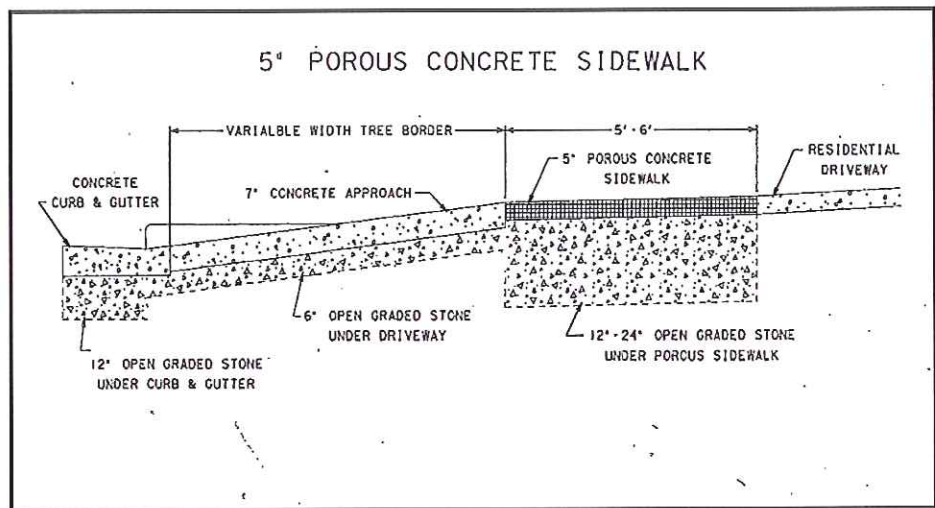 5" POROUS CONCRETE SIDEWALK
VARIALBLE WIDTH TREE BORDER
5'-6'
CONCRETE
CURB & GUTTER
7" CONCRETE APPROACH
5" POROUS CONCRETE
SIDEWALK
RESIDENTIAL
DRIVEWAY
6" OPEN GRADED STONE
UNDER DRIVEWAY
12"-24" OPEN GRADED STONE
UNDER PORCUS SIDEWALK
12" OPEN GRADED STONE
UNDER CURB & GUTTER